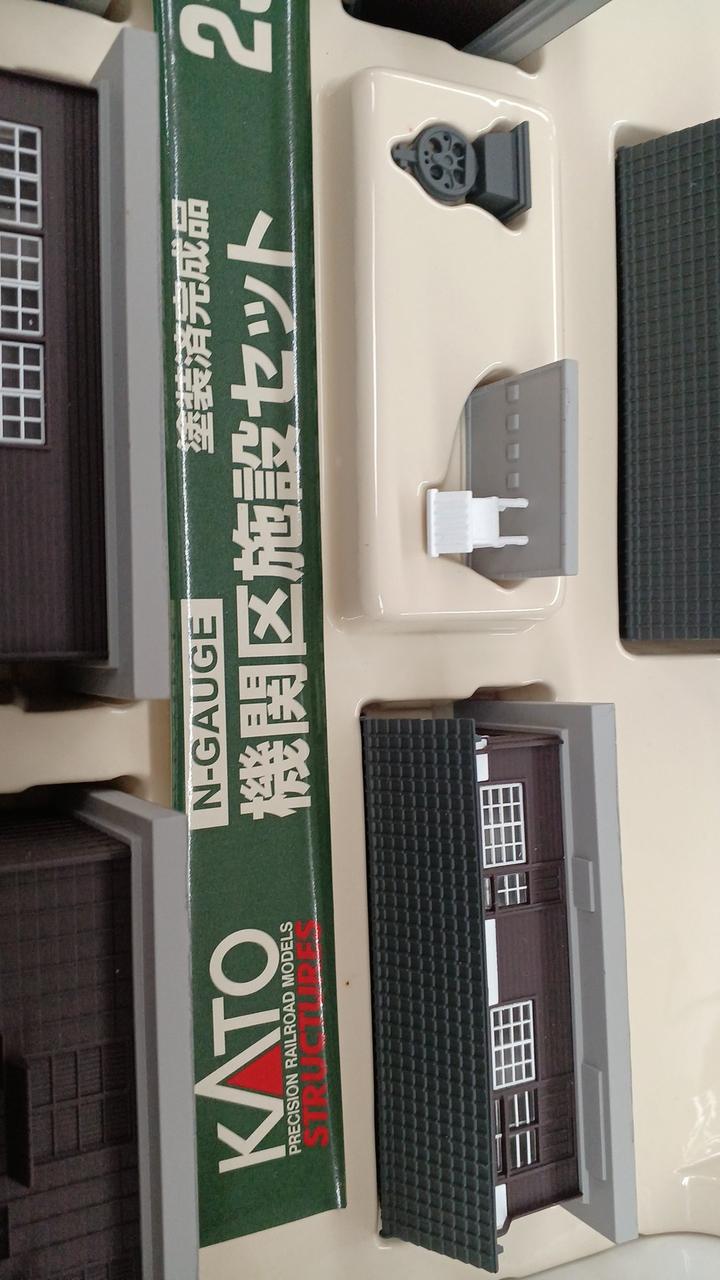 KATO
PRECISION RAILROAD MODELS
STRUCTURES
N-GAUGE
塗装済完成品
機関区施設セット